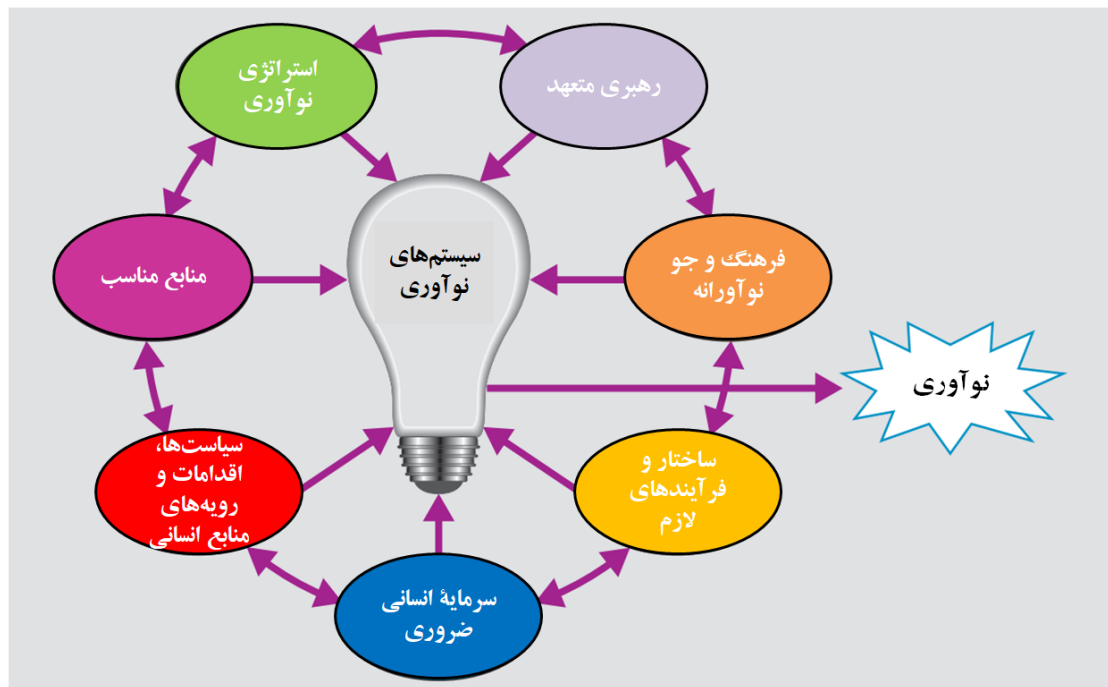 استراتژی
نوآوری
رهبری متعهد
سیستم‌های
نوآوری
منابع مناسب
فرهنگ و جو
نوآورانه
نوآوری
سیاست‌ها،
اقدامات و
رویه‌های
منابع انسانی
ساختار و
فرآیندهای
لازم
سرمایهٔ انسانی
ضروری